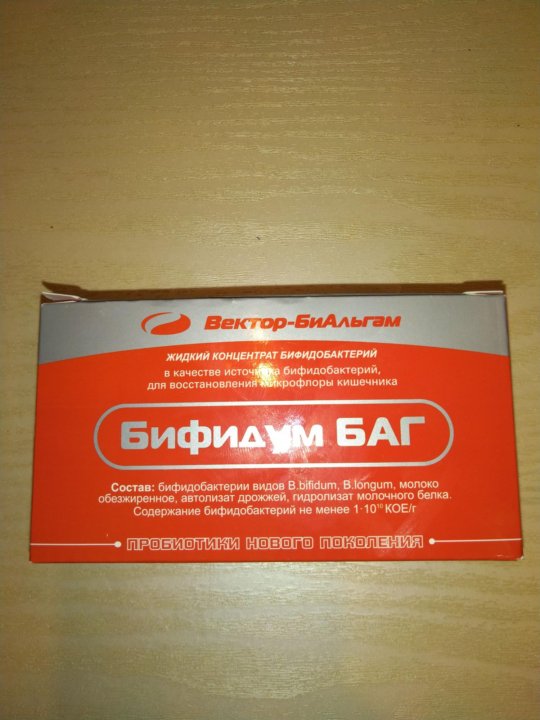 Вектор-БиАльгам
ЖИДКИЙ КОНЦЕНТРАТ БИФИДОБАКТЕРИЙ
в качестве источника бифидобактерий,
для восстановления микрофлоры кишечника
Бифидум БАГ
Состав: бифидобактерии видов B.bifidum, B.longum, молоко
обезжиренное, автолизат дрожжей, гидролизат молочного белка.
Содержание бифидобактерий не менее 1·10¹⁰ КОЕ/г
ПРОБИОТИКИ НОВОГО ПОКОЛЕНИЯ